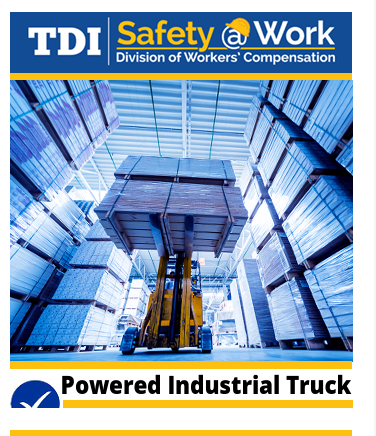 TDI
Safety @ Work
Division of Workers' Compensation
Powered Industrial Truck